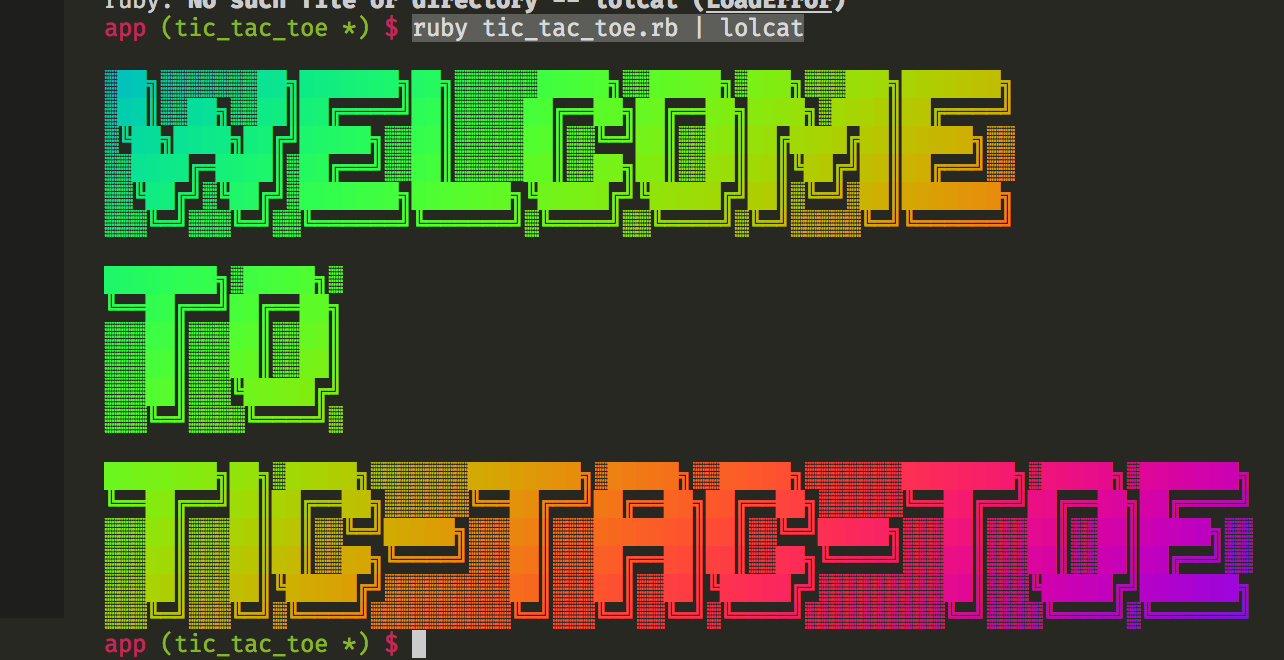 ruby: No such file or directory -- lolcat (LoadError)
app (tic_tac_toe *) $ ruby tic_tac_toe.rb | lolcat
WELCOME
TO
TIC-TAC-TOE
app (tic_tac_toe *) $